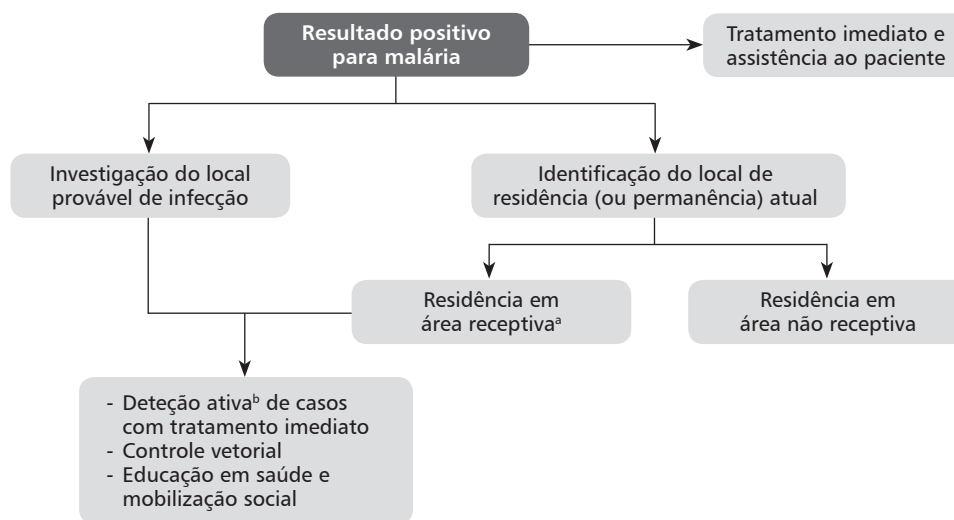 Resultado positivo
para malária
Tratamento imediato e
assistência ao paciente
Investigação do local
provável de infecção
Identificação do local de
residência (ou permanência) atual
Residência em
área receptivaᵃ
Residência em
área não receptiva
- Deteção ativaᵇ de casos
com tratamento imediato
- Controle vetorial
- Educação em saúde e
mobilização social